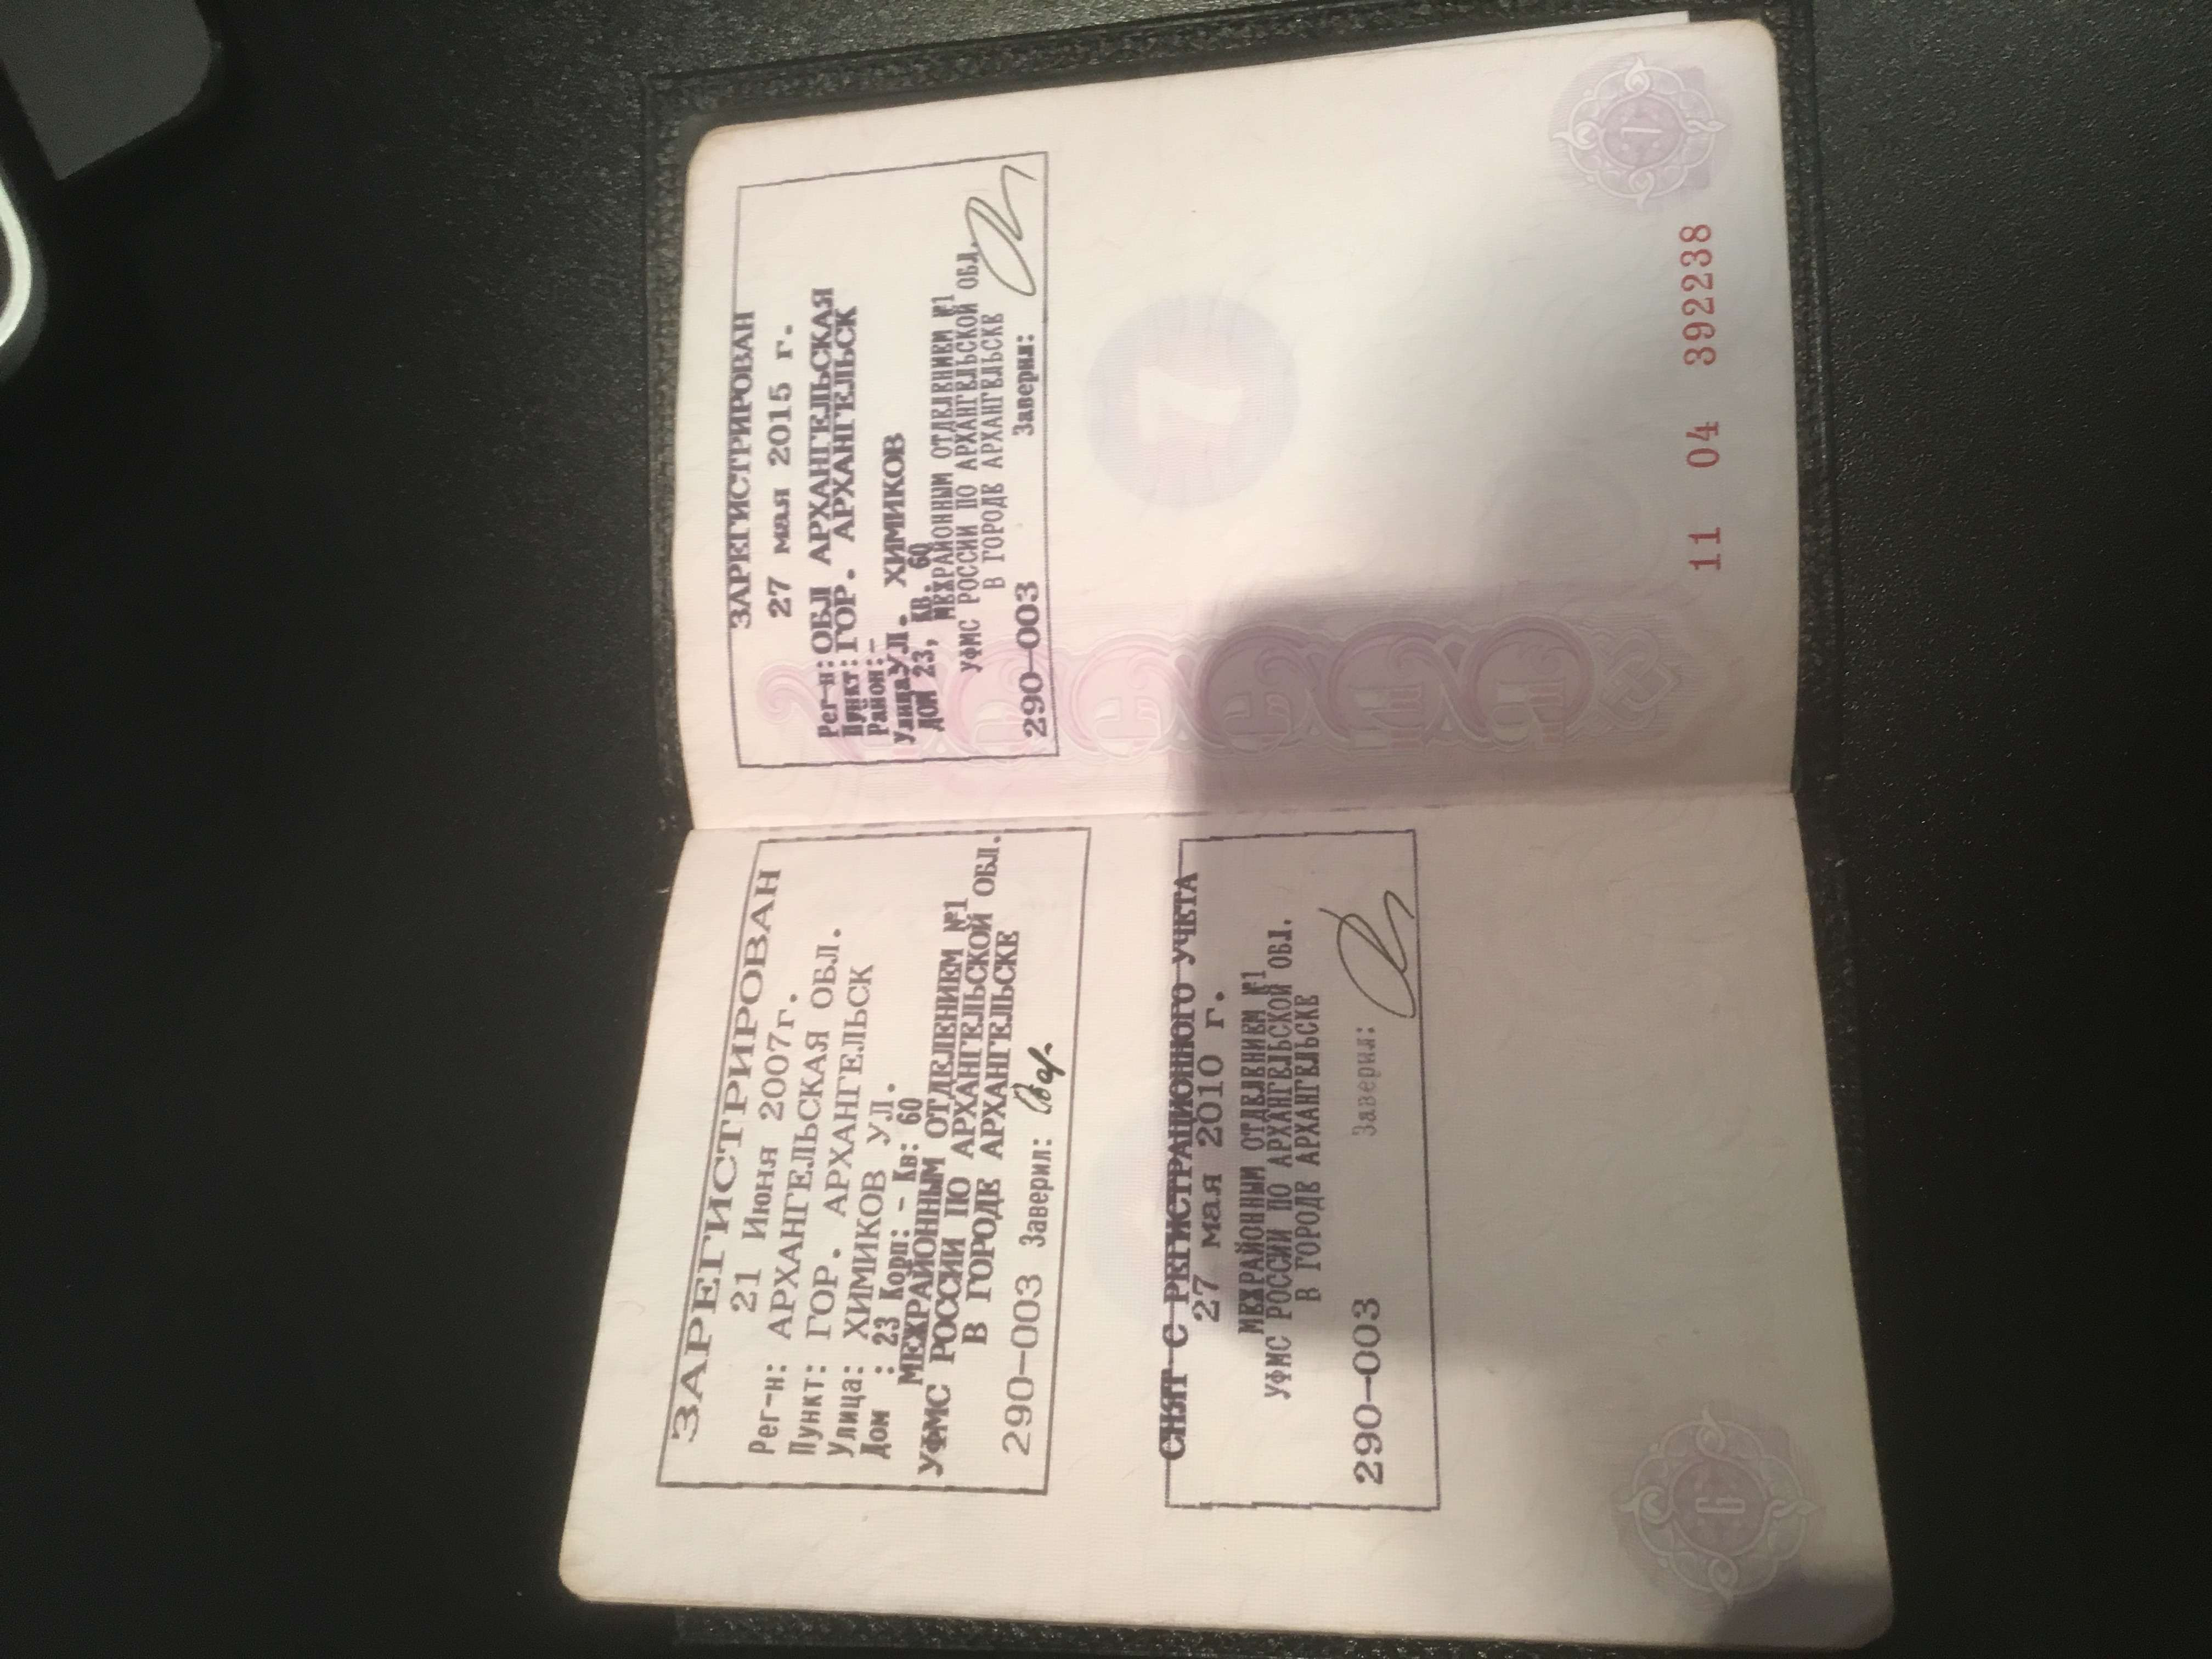 ЗАРЕГИСТРИРОВАН
21 Июня 2007г.
Рег-н: АРХАНГЕЛЬСКАЯ ОБЛ.
Пункт: ГОР. АРХАНГЕЛЬСК
Улица: ХИМИКОВ УЛ.
Дом : 23 Корп: - Кв: 60
МЕЖРАЙОННЫМ ОТДЕЛЕНИЕМ №1
УФМС РОССИИ ПО АРХАНГЕЛЬСКОЙ ОБЛ.
В ГОРОДЕ АРХАНГЕЛЬСКЕ
290-003 Заверил:
СНЯТ С РЕГИСТРАЦИОННОГО УЧЕТА
27 мая 2010 г.
МЕЖРАЙОННЫМ ОТДЕЛЕНИЕМ №1
УФМС РОССИИ ПО АРХАНГЕЛЬСКОЙ ОБЛ.
В ГОРОДЕ АРХАНГЕЛЬСКЕ
290-003 Заверил:
6
ЗАРЕГИСТРИРОВАН
27 мая 2015 г.
Рег-н: ОБЛ АРХАНГЕЛЬСКАЯ
Пункт: ГОР. АРХАНГЕЛЬСК
Район: -
Улица УЛ. ХИМИКОВ
ДОМ 23, КВ. 60
МЕЖРАЙОННЫМ ОТДЕЛЕНИЕМ №1
УФМС РОССИИ ПО АРХАНГЕЛЬСКОЙ ОБЛ.
В ГОРОДЕ АРХАНГЕЛЬСКЕ
290-003 Заверил:
7
11 04 392238
7